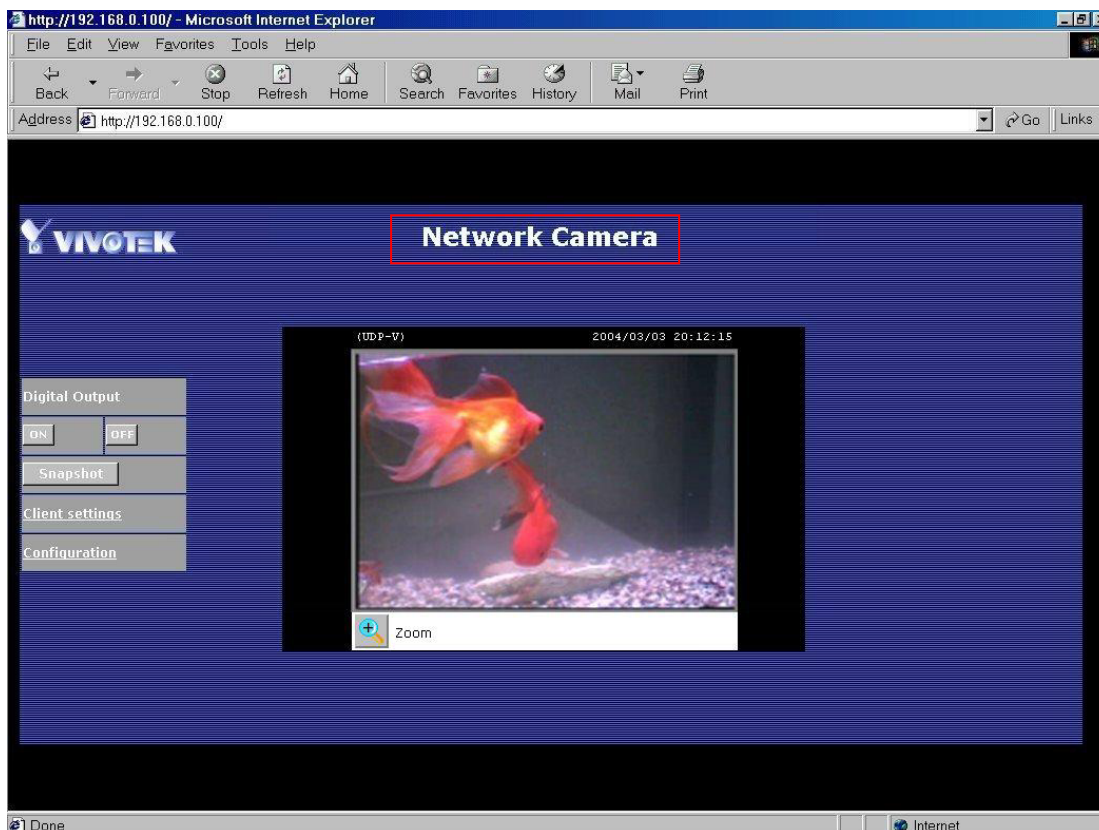 http://192.168.0.100/ - Microsoft Internet Explorer
File Edit View Favorites Tools Help
Back Forward Stop Refresh Home Search Favorites History Mail Print
Address http://192.168.0.100/ Go Links
VIVOTEK
Network Camera
(UDP-V) 2004/03/03 20:12:15
Digital Output
ON OFF
Snapshot
Client settings
Configuration
Zoom
Done Internet